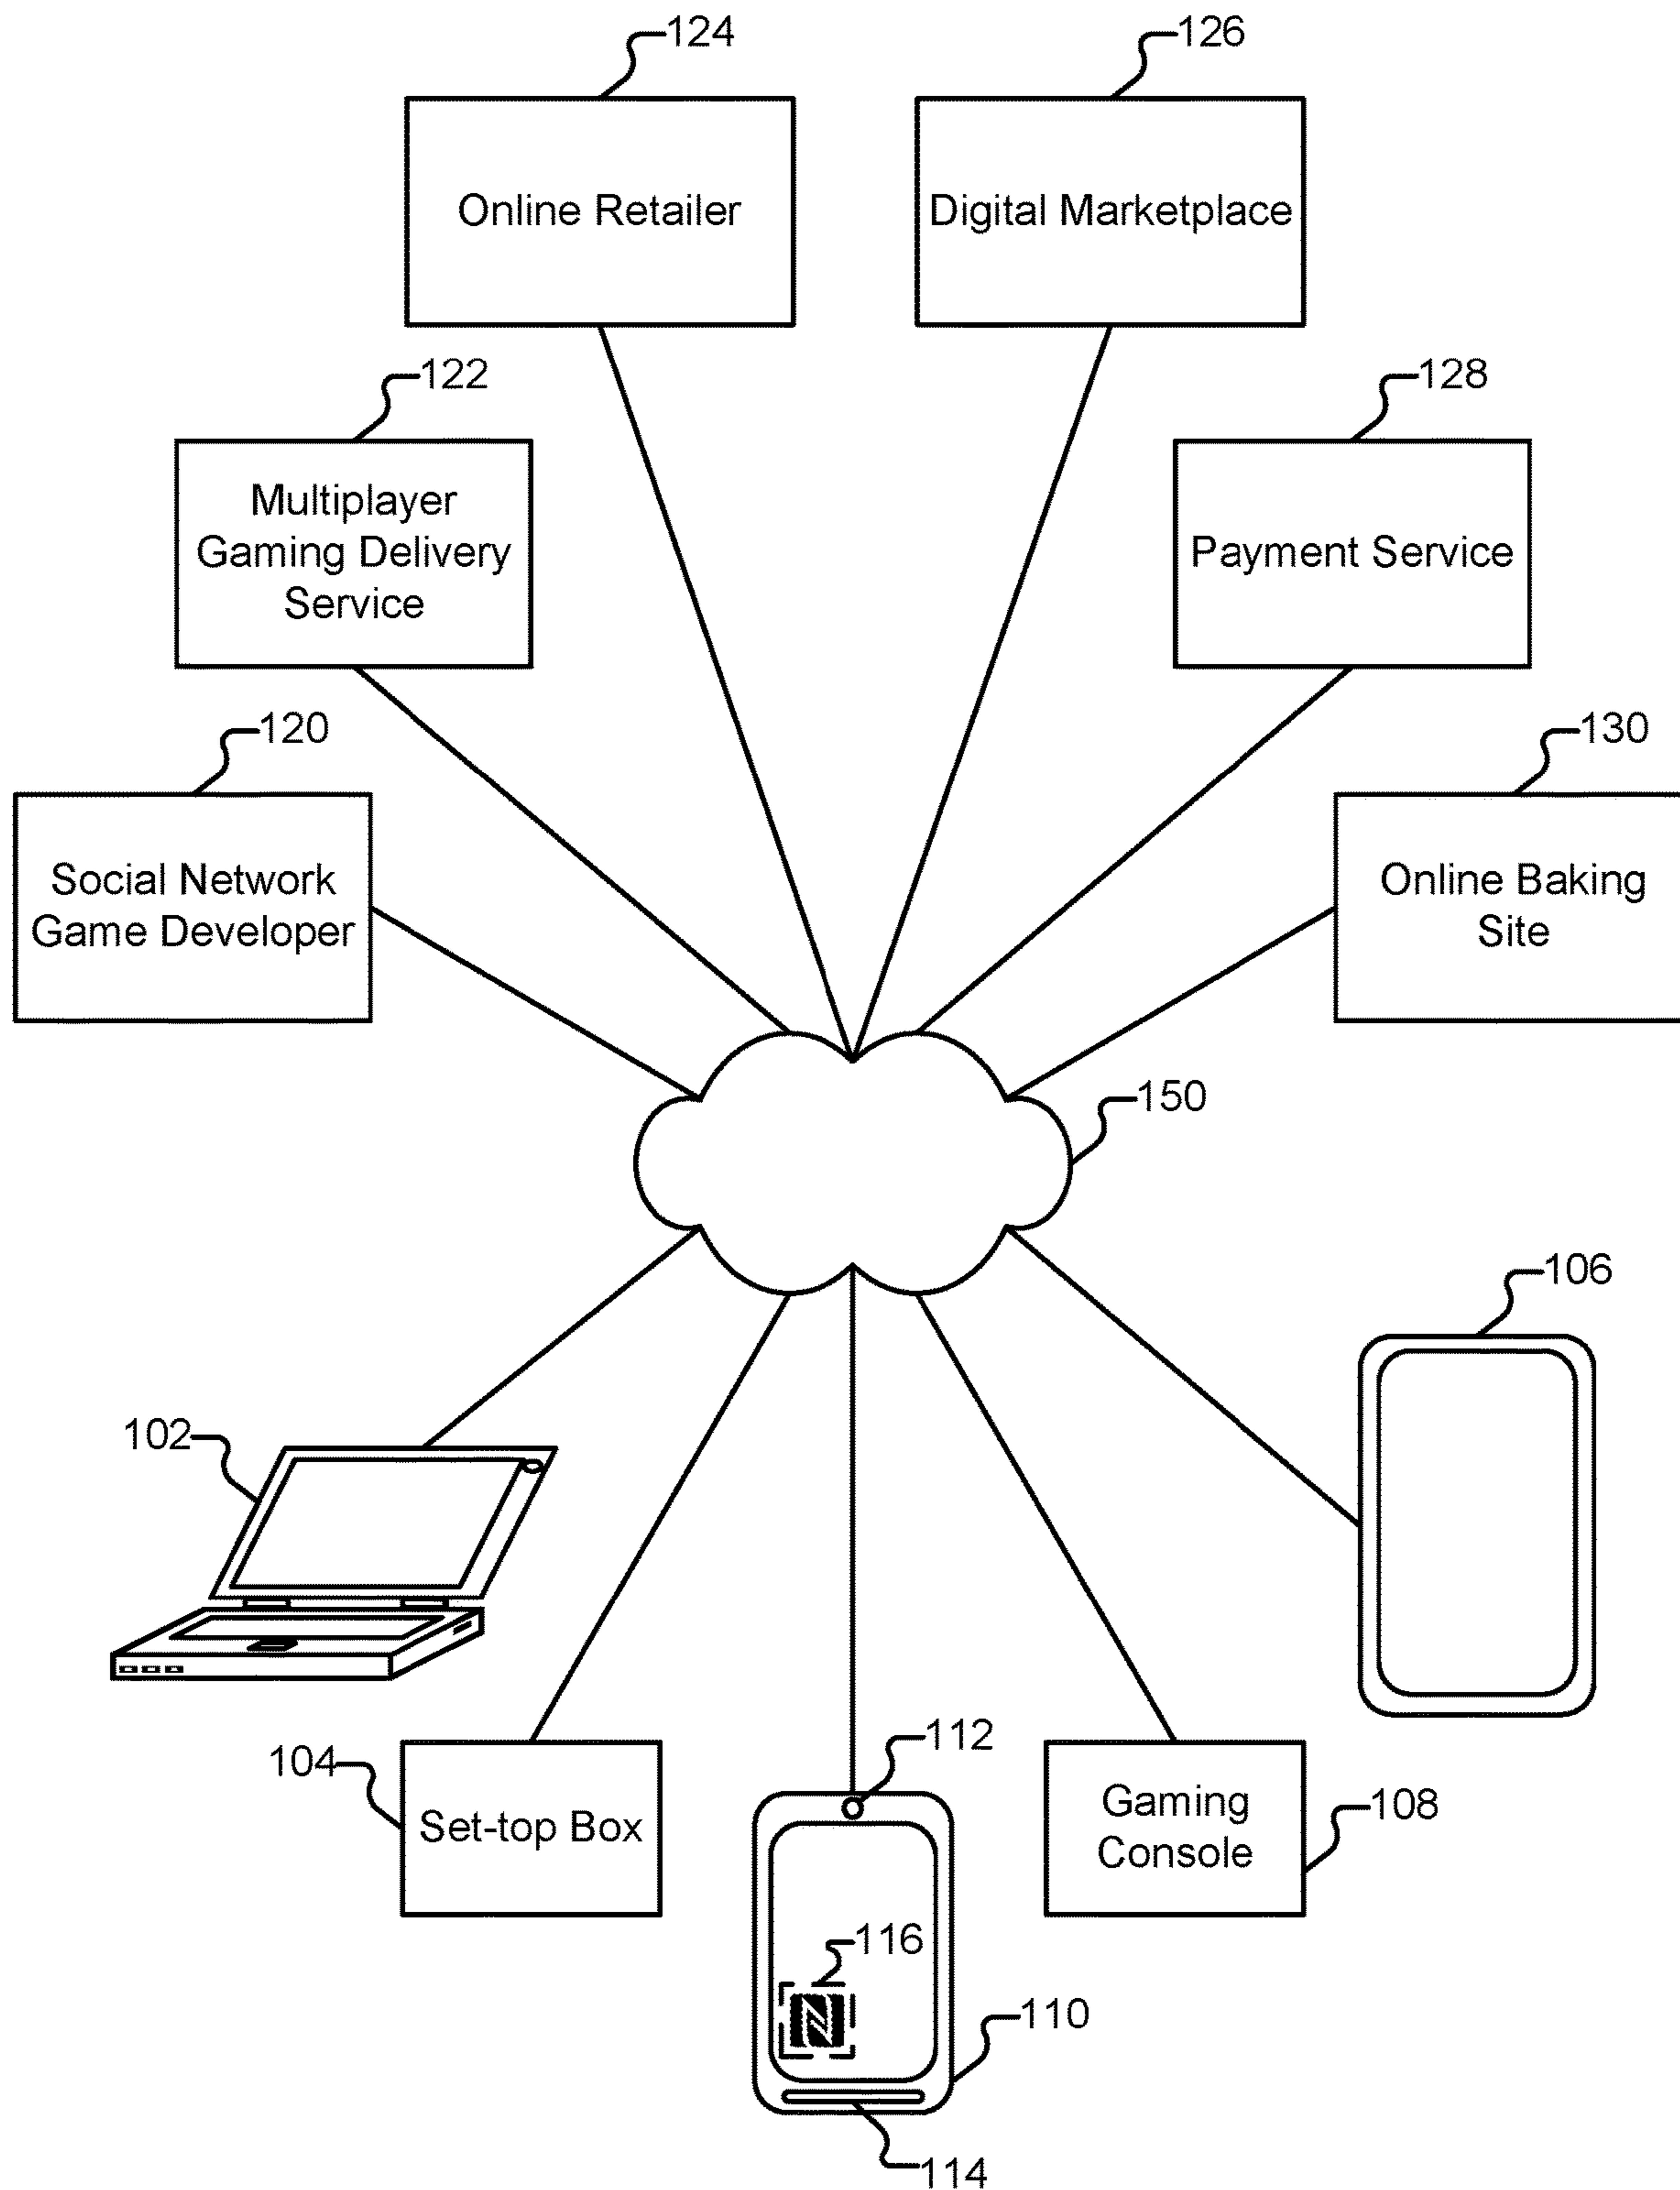 124
126
Online Retailer
Digital Marketplace
122
128
Multiplayer
Gaming Delivery
Service
Payment Service
120
130
Social Network
Game Developer
Online Baking
Site
150
106
102
112
104
Set-top Box
Gaming
Console
108
116
110
114